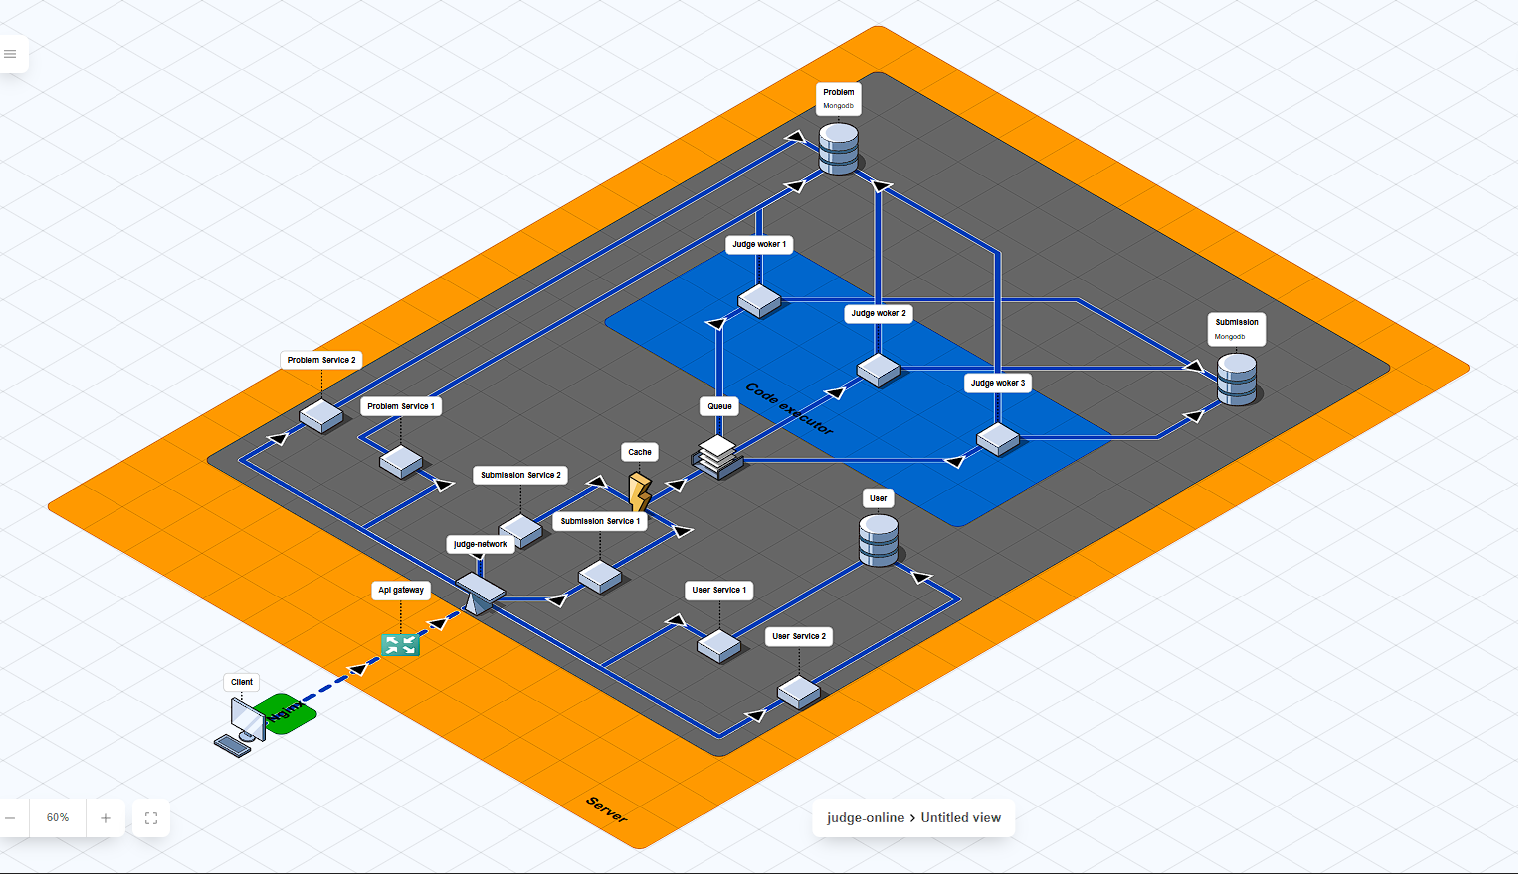 Problem
Mongodb
Judge woker 1
Judge woker 2
Submission
Mongodb
Problem Service 2
Judge woker 3
Code executor
Problem Service 1
Queue
Cache
Submission Service 2
User
Submission Service 1
judge-network
Api gateway
User Service 1
User Service 2
Client
Nginx
Server
60%
judge-online > Untitled view